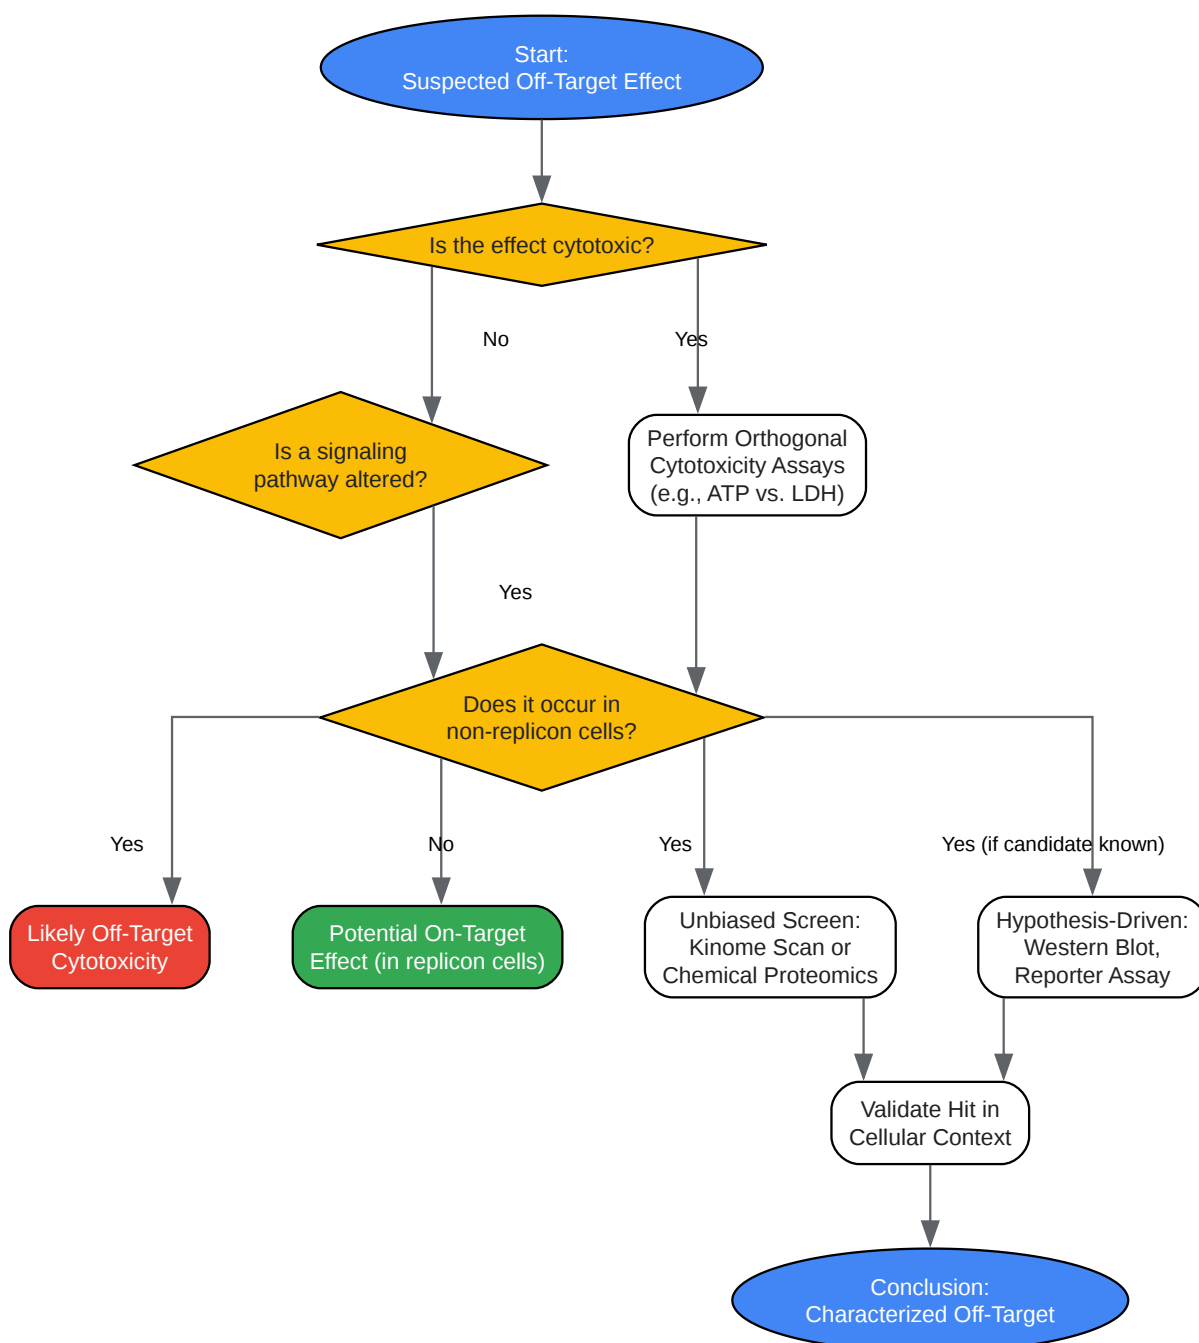 Start:
Suspected Off-Target Effect
Is the effect cytotoxic?
No
Yes
Is a signaling
pathway altered?
Perform Orthogonal
Cytotoxicity Assays
(e.g., ATP vs. LDH)
Yes
Does it occur in
non-replicon cells?
Yes
No
Yes
Yes (if candidate known)
Likely Off-Target
Cytotoxicity
Potential On-Target
Effect (in replicon cells)
Unbiased Screen:
Kinome Scan or
Chemical Proteomics
Hypothesis-Driven:
Western Blot,
Reporter Assay
Validate Hit in
Cellular Context
Conclusion:
Characterized Off-Target